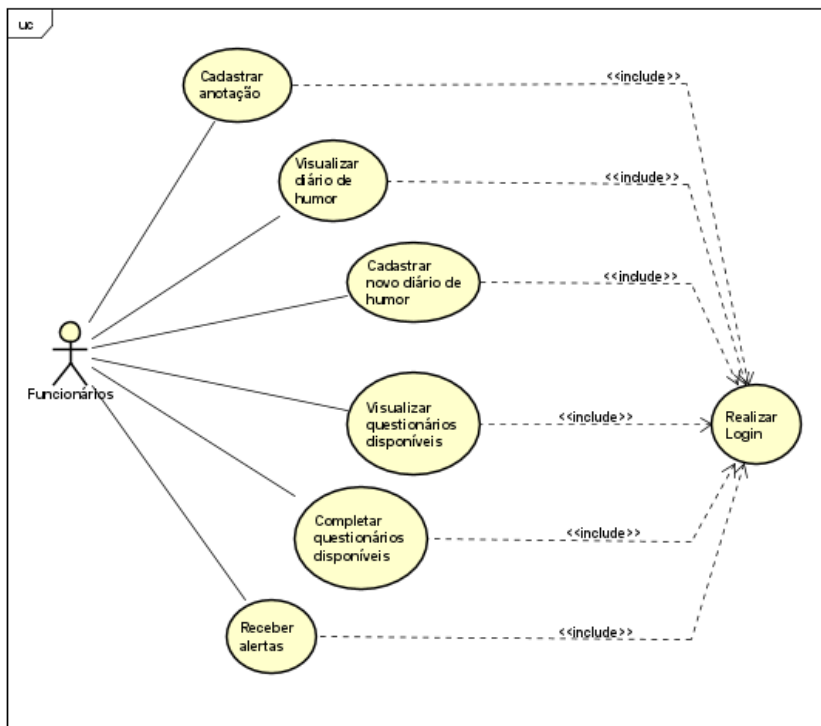 uc
Cadastrar
anotação
<<include>>
Visualizar
diário de
humor
<<include>>
Cadastrar
novo diário de
humor
<<include>>
Funcionários
Visualizar
questionários
disponíveis
<<include>>
Realizar
Login
Completar
questionários
disponíveis
<<include>>
Receber
alertas
<<include>>